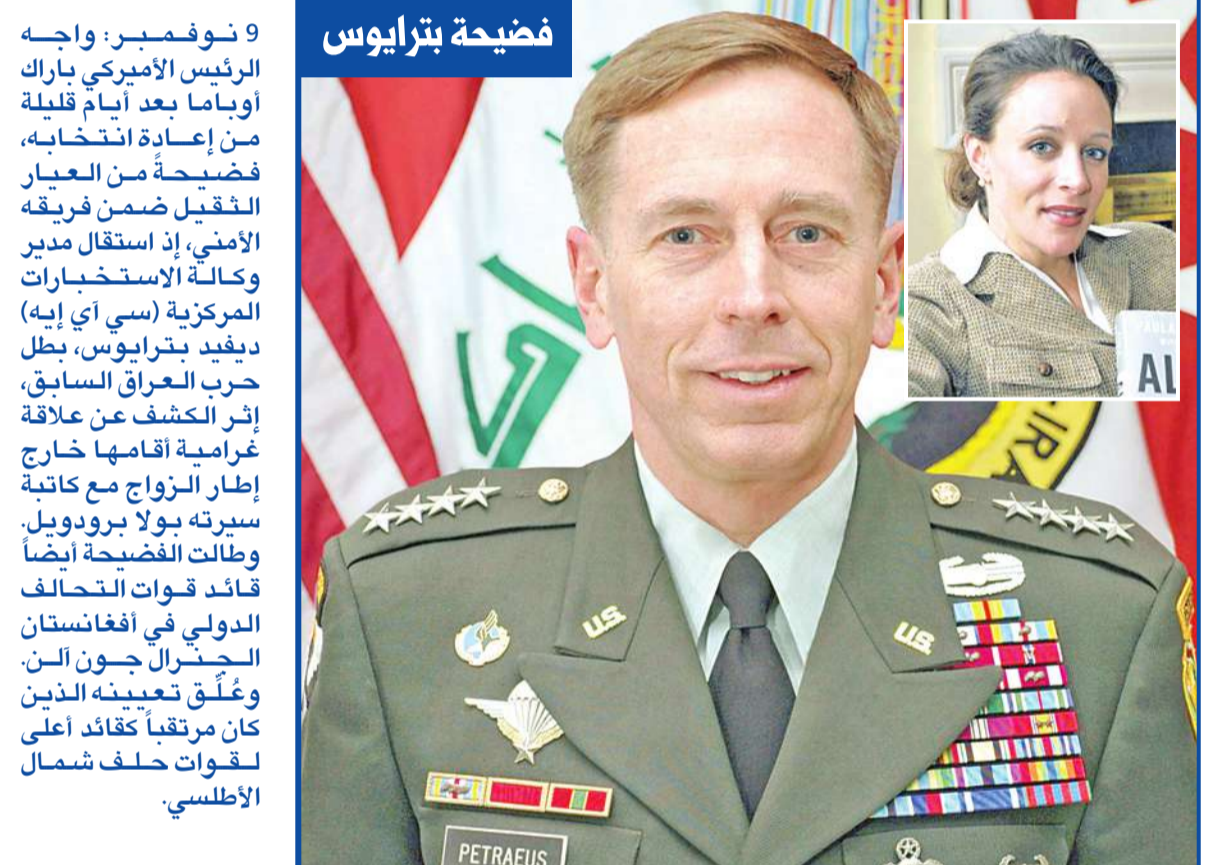 فضيحة بترايوس
9 نوفمبر: واجه
الرئيس الأميركي باراك
أوباما بعد أيام قليلة
من إعادة انتخابه،
فضيحةً من العيار
الثقيل ضمن فريقه
الأمني، إذ استقال مدير
وكالة الاستخبارات
المركزية (سي آي إيه)
ديفيد بترايوس، بطل
حرب العراق السابق،
إثر الكشف عن علاقة
غرامية أقامها خارج
إطار الزواج مع كاتبة
سيرته بولا برودويل.
وطالت الفضيحة أيضاً
قائد قوات التحالف
الدولي في أفغانستان
الجنرال جون آلن.
وعُلِّق تعيينه الذين
كان مرتقباً كقائد أعلى
لقوات حلف شمال
الأطلسي.
AL
IRA
U.S.
U.S.
PETRAEUS